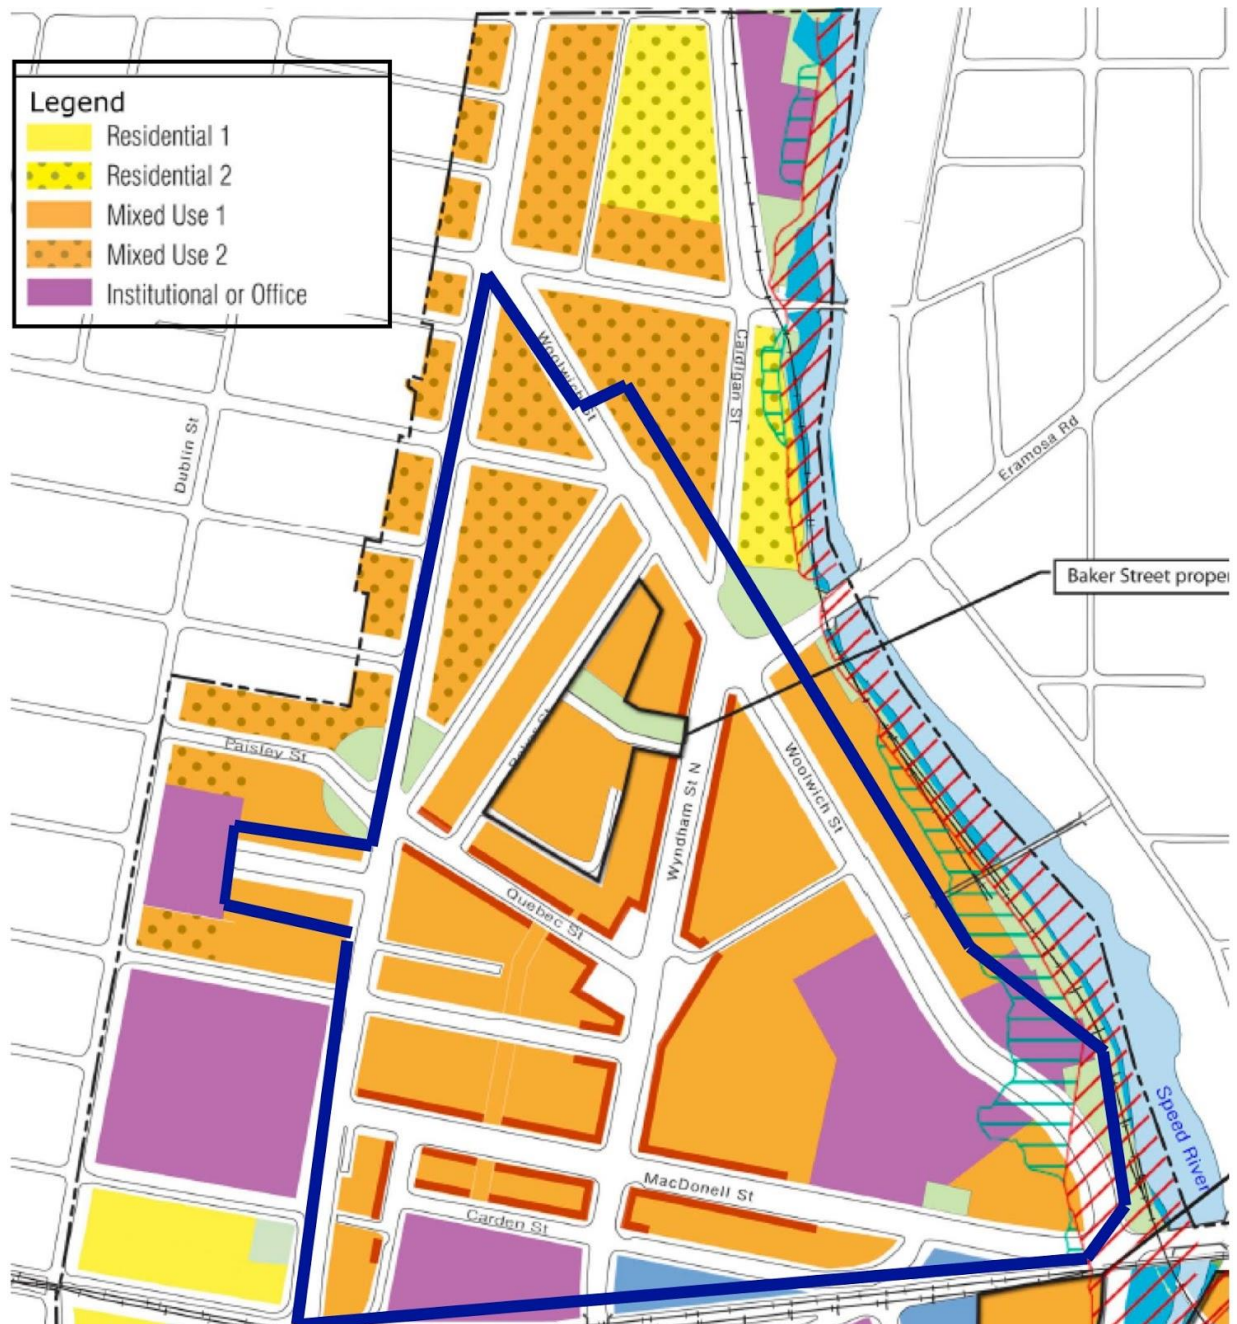 Legend
Residential 1
Residential 2
Mixed Use 1
Mixed Use 2
Institutional or Office
Woolwich St
Cardigan St
Dublin St
Eramosa Rd
Baker Street proper
Paisley St
Woolwich St
Wyndham St N
Quebec St
Speed River
MacDonell St
Carden St